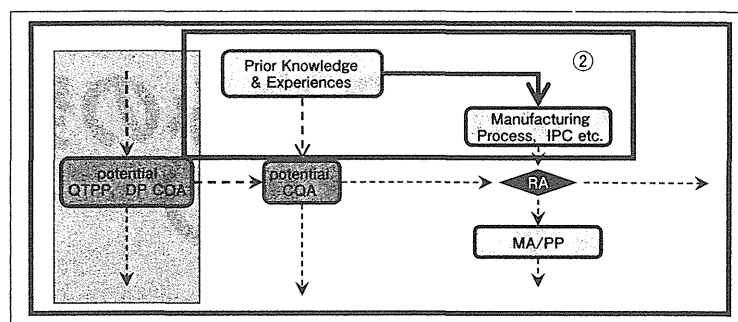 ②
Prior Knowledge
& Experiences
Manufacturing
Process, IPC etc.
potential
QTPP, DP CQA
potential
CQA
RA
MA/PP